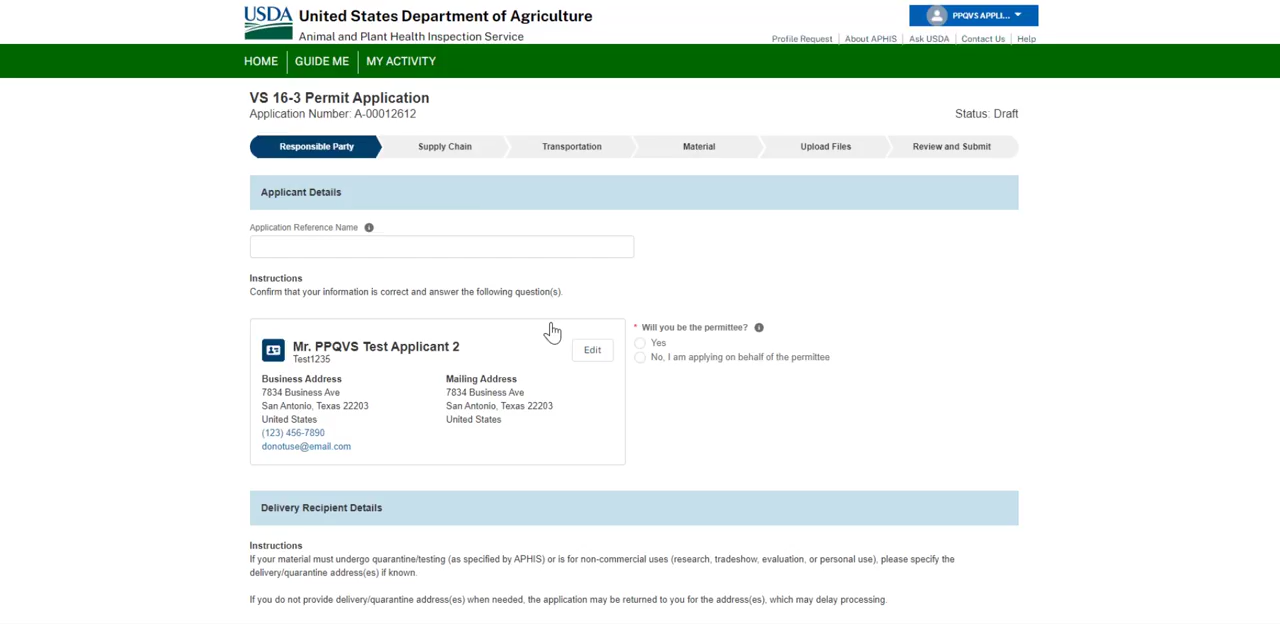 USDA
United States Department of Agriculture
Animal and Plant Health Inspection Service
PPQVS APPLI...
Profile Request
About APHIS
Ask USDA
Contact Us
Help
HOME
GUIDE ME
MY ACTIVITY
VS 16-3 Permit Application
Application Number: A-00012612
Status: Draft
Responsible Party
Supply Chain
Transportation
Material
Upload Files
Review and Submit
Applicant Details
Application Reference Name
Instructions
Confirm that your information is correct and answer the following question(s).
Mr. PPQVS Test Applicant 2
Test1235
Edit
Business Address
7834 Business Ave
San Antonio, Texas 22203
United States
(123) 456-7890
donotuse@email.com
Mailing Address
7834 Business Ave
San Antonio, Texas 22203
United States
* Will you be the permittee?
Yes
No, I am applying on behalf of the permittee
Delivery Recipient Details
Instructions
If your material must undergo quarantine/testing (as specified by APHIS) or is for non-commercial uses (research, tradeshow, evaluation, or personal use), please specify the
delivery/quarantine address(es) if known.
If you do not provide delivery/quarantine address(es) when needed, the application may be returned to you for the address(es), which may delay processing.